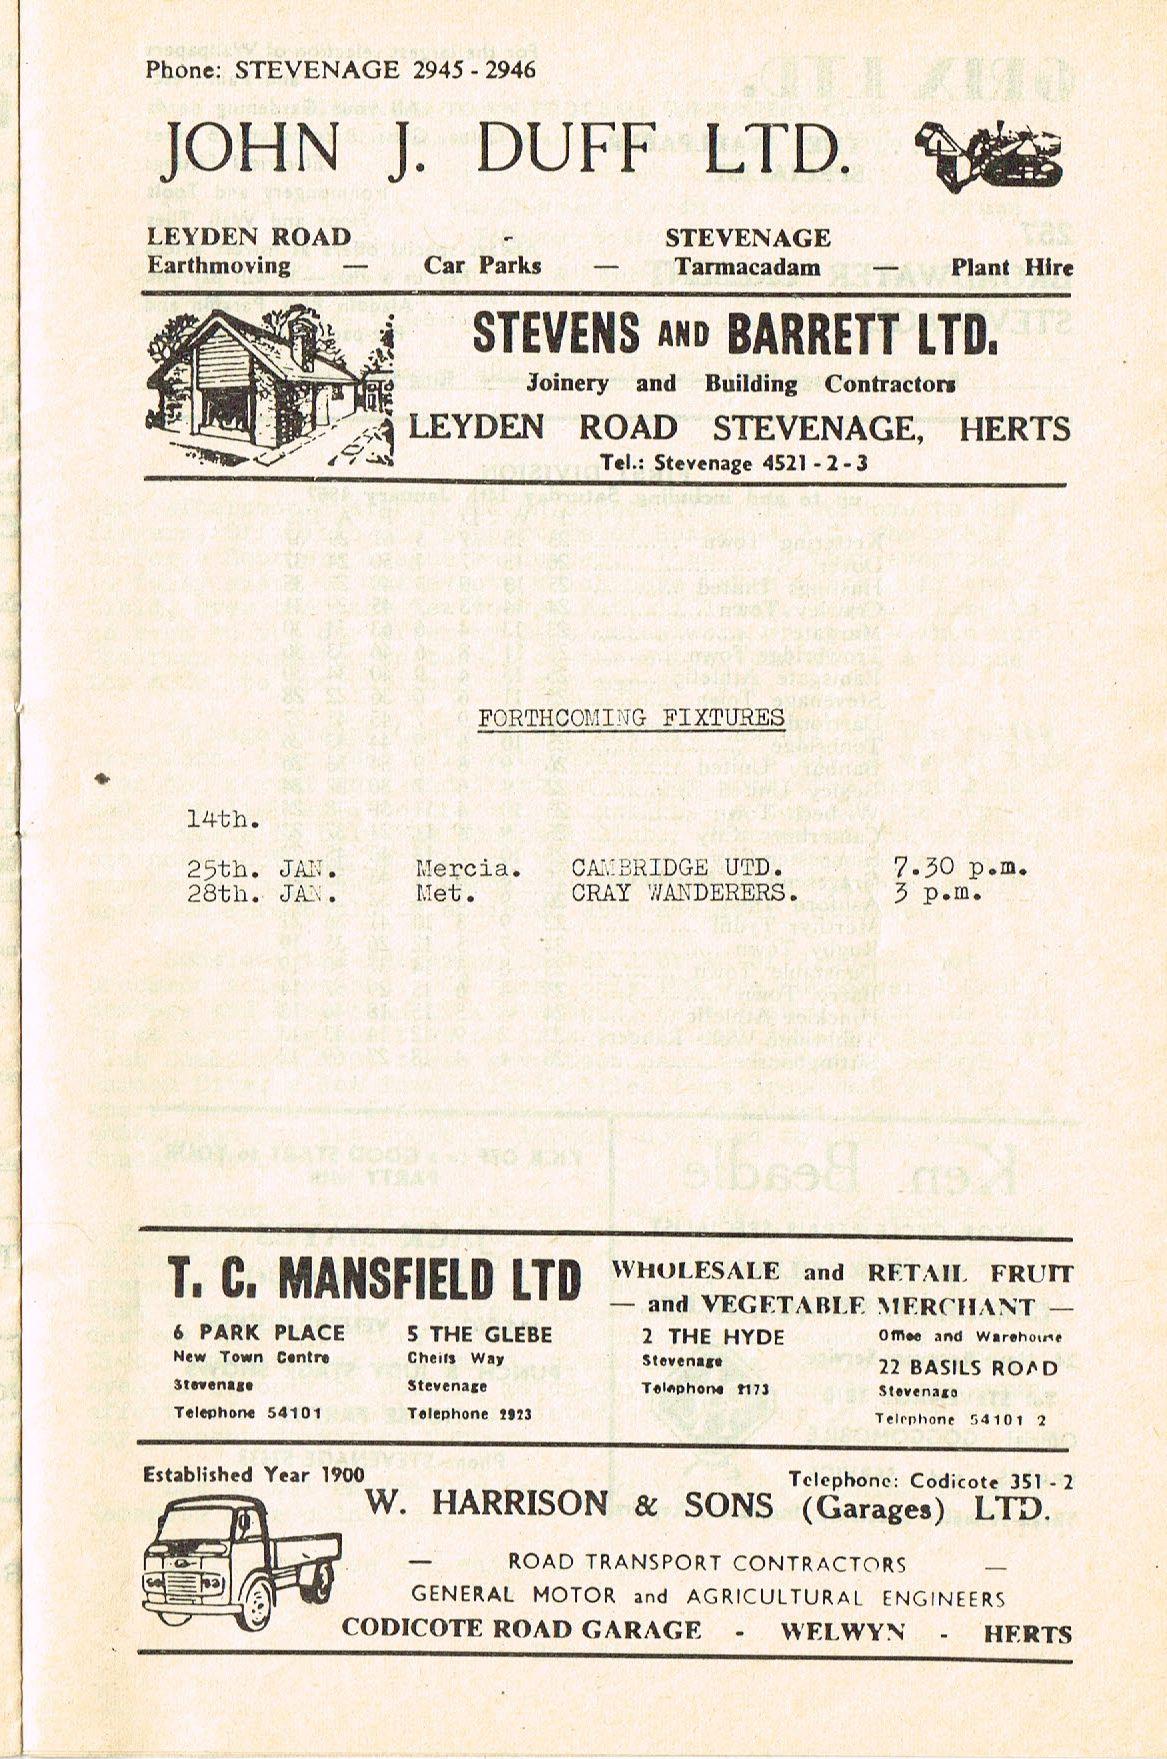 Phone: STEVENAGE 2945 - 2946
JOHN J. DUFF LTD.
LEYDEN ROAD - STEVENAGE
Earthmoving — Car Parks — Tarmacadam — Plant Hire
STEVENS AND BARRETT LTD.
Joinery and Building Contractors
LEYDEN ROAD STEVENAGE, HERTS
Tel.: Stevenage 4521 - 2 - 3
FORTHCOMING FIXTURES
14th.
25th. JAN. Mercia. CAMBRIDGE UTD. 7.30 p.m.
28th. JAN. Met. CRAY WANDERERS. 3 p.m.
T. C. MANSFIELD LTD
WHOLESALE and RETAIL FRUIT
— and VEGETABLE MERCHANT —
6 PARK PLACE
New Town Centre
Stevenage
Telephone 54101
5 THE GLEBE
Chells Way
Stevenage
Telephone 2923
2 THE HYDE
Stevenage
Telephone 2173
Office and Warehouse
22 BASILS ROAD
Stevenage
Telephone 54101 2
Established Year 1900
Telephone: Codicote 351 - 2
W. HARRISON & SONS (Garages) LTD.
— ROAD TRANSPORT CONTRACTORS —
GENERAL MOTOR and AGRICULTURAL ENGINEERS
CODICOTE ROAD GARAGE - WELWYN - HERTS